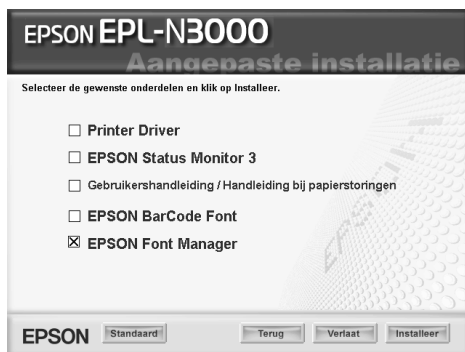 EPSON EPL-N3000
Aangepaste installatie
Selecteer de gewenste onderdelen en klik op Installeer.
Printer Driver
EPSON Status Monitor 3
Gebruikershandleiding / Handleiding bij papierstoringen
EPSON BarCode Font
EPSON Font Manager
EPSON
EPSON Standaard Terug Verlaat Installeer